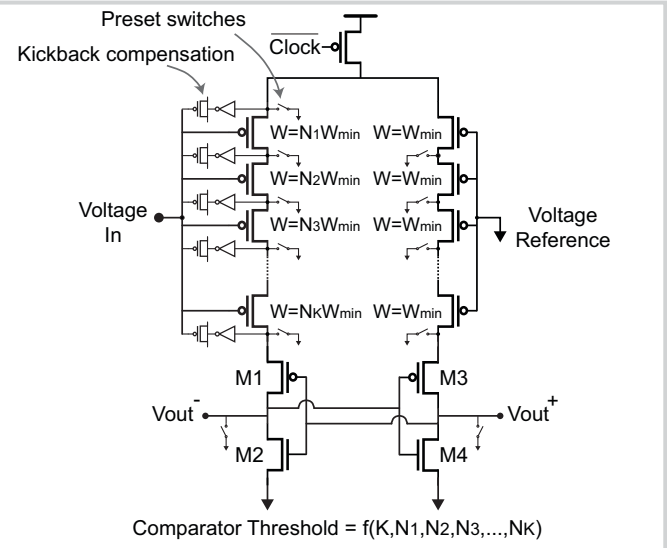 Preset switches
Kickback compensation
Clock
W=N1Wmin W=Wmin
W=N2Wmin W=Wmin
W=N3Wmin W=Wmin
Voltage In
Voltage Reference
W=NKWmin W=Wmin
M1
M3
Vout-
Vout+
M2
M4
Comparator Threshold = f(K,N1,N2,N3,...,NK)